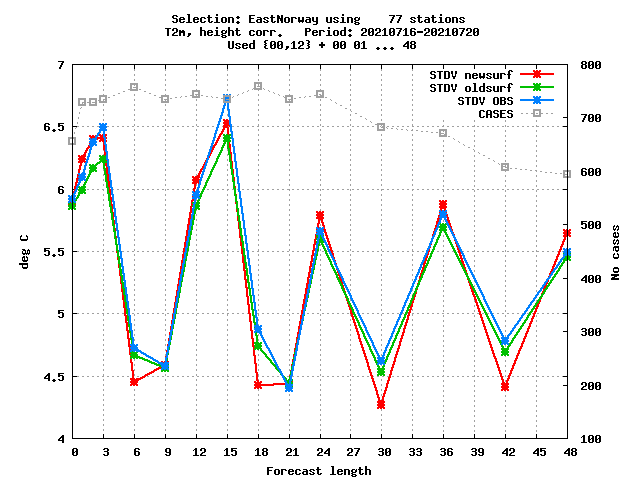 Selection: EastNorway using    77 stations
T2m, height corr.   Period: 20210716-20210720
Used {00,12} + 00 01 ... 48
STDV newsurf
STDV oldsurf
STDV OBS
CASES
7
6.5
6
5.5
5
4.5
4
deg C
800
700
600
500
400
300
200
100
No cases
0 3 6 9 12 15 18 21 24 27 30 33 36 39 42 45 48
Forecast length